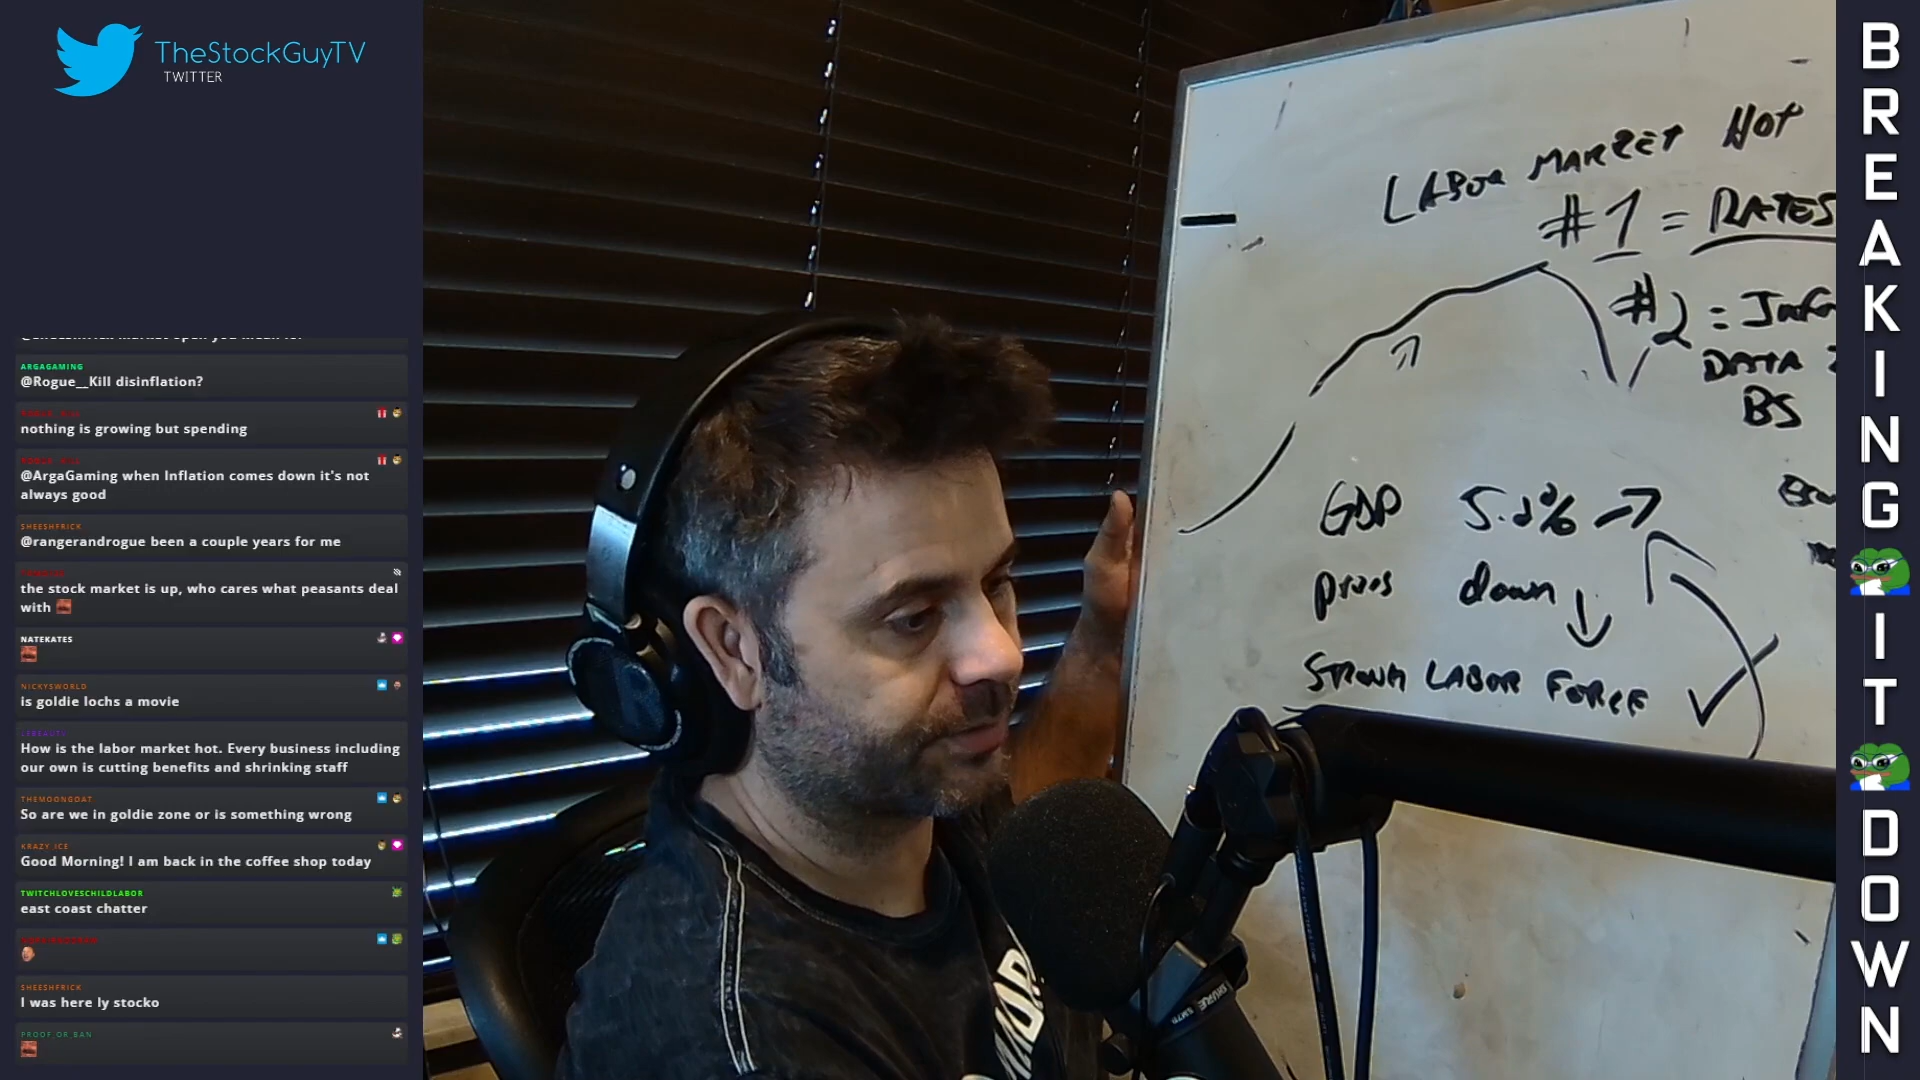 TheStockGuyTV
TWITTER
ARGAGAMING
@Rogue__Kill disinflation?
nothing is growing but spending
@ArgaGaming when Inflation comes down it's not
always good
SHEESHFRICK
@rangerandrogue been a couple years for me
the stock market is up, who cares what peasants deal
with
NATEKATES
NICKYSWORLD
is goldie lochs a movie
How is the labor market hot. Every business including
our own is cutting benefits and shrinking staff
THEMOONGOAT
So are we in goldie zone or is something wrong
KRAZY_ICE
Good Morning! I am back in the coffee shop today
TWITCHLOVESCHILDLABOR
east coast chatter
SHEESHFRICK
I was here ly stocko
PROOF_OR_BAN
LABOR MARKET HOT
#1 = RATES
#2 =
DATA
BS
GDP
down
STRONG LABOR FORCE
SHURE SM7B
BREAKING IT DOWN